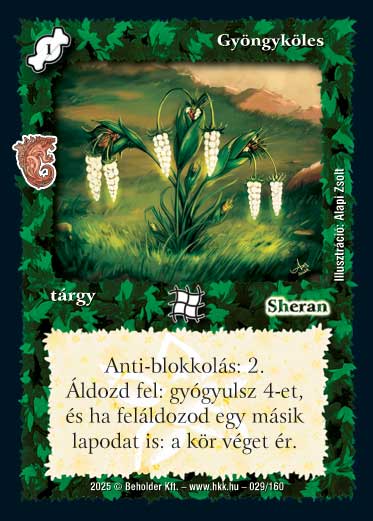 1
Gyöngyköles
Illusztráció: Alapi Zsolt
tárgy
Sheran
Anti-blokkolás: 2.
Áldozd fel: gyógyulsz 4-et,
és ha feláldozod egy másik
lapodat is: a kör véget ér.
2025 © Beholder Kft. – www.hkk.hu – 029/160